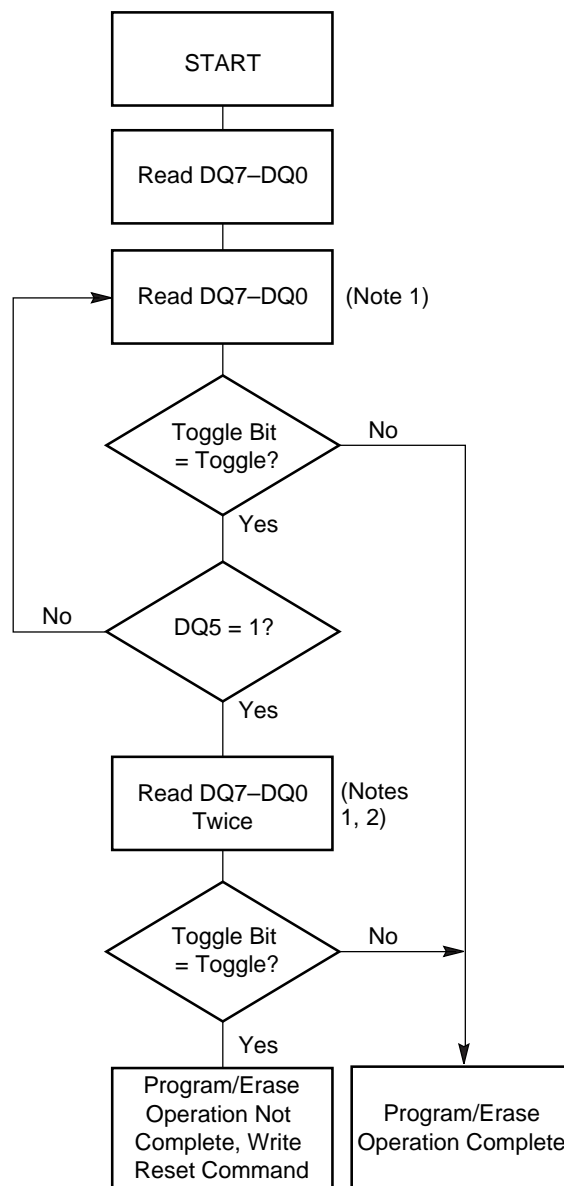 START
Read DQ7–DQ0
Read DQ7–DQ0
(Note 1)
Toggle Bit
= Toggle?
No
Yes
DQ5 = 1?
No
Yes
Read DQ7–DQ0
Twice
(Notes
1, 2)
Toggle Bit
= Toggle?
No
Yes
Program/Erase
Operation Not
Complete, Write
Reset Command
Program/Erase
Operation Complete